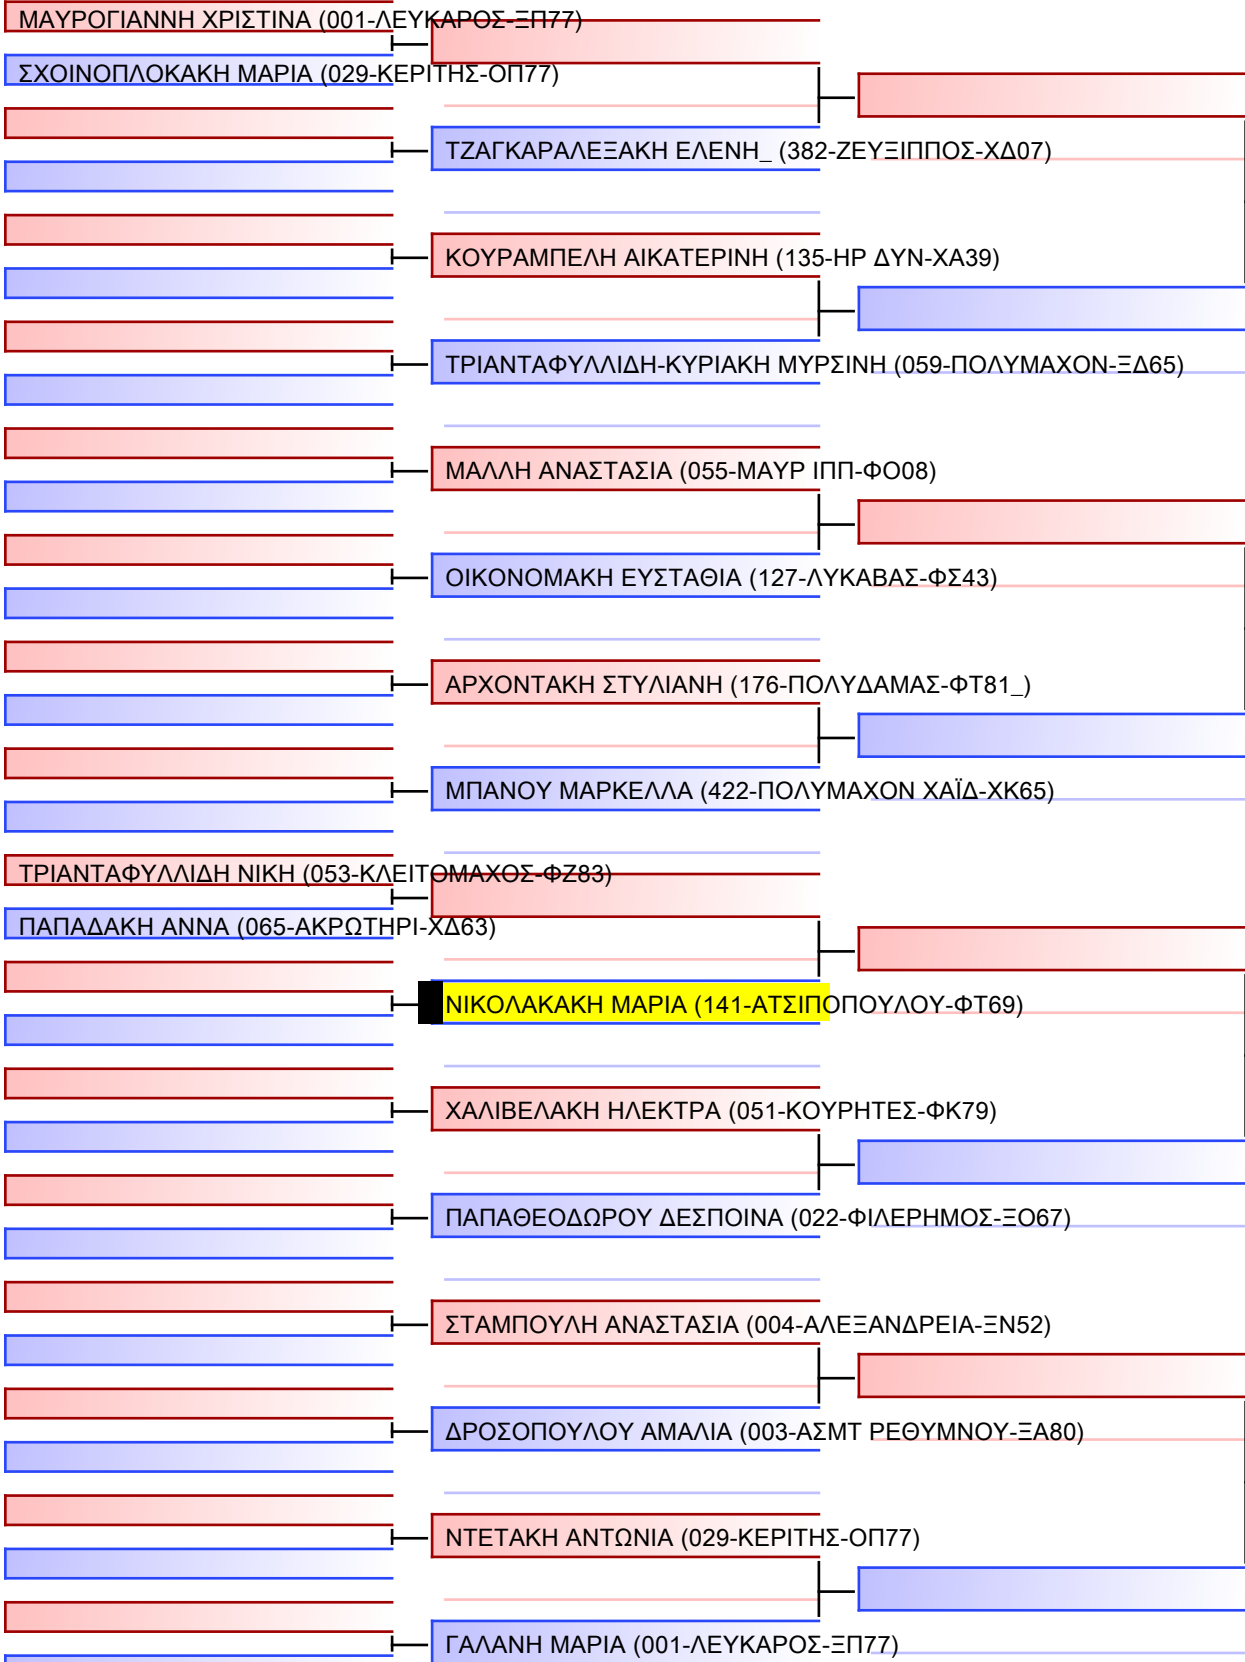 ΜΑΥΡΟΓΙΑΝΝΗ ΧΡΙΣΤΙΝΑ (001-ΛΕΥΚΑΡΟΣ-ΞΠ77)
ΣΧΟΙΝΟΠΛΟΚΑΚΗ ΜΑΡΙΑ (029-ΚΕΡΙΤΗΣ-ΟΠ77)
ΤΖΑΓΚΑΡΑΛΕΞΑΚΗ ΕΛΕΝΗ_ (382-ΖΕΥΞΙΠΠΟΣ-ΧΔ07)
ΚΟΥΡΑΜΠΕΛΗ ΑΙΚΑΤΕΡΙΝΗ (135-ΗΡ ΔΥΝ-ΧΑ39)
ΤΡΙΑΝΤΑΦΥΛΛΙΔΗ-ΚΥΡΙΑΚΗ ΜΥΡΣΙΝΗ (059-ΠΟΛΥΜΑΧΟΝ-ΞΔ65)
ΜΑΛΛΗ ΑΝΑΣΤΑΣΙΑ (055-ΜΑΥΡ ΙΠΠ-ΦΟ08)
ΟΙΚΟΝΟΜΑΚΗ ΕΥΣΤΑΘΙΑ (127-ΛΥΚΑΒΑΣ-ΦΣ43)
ΑΡΧΟΝΤΑΚΗ ΣΤΥΛΙΑΝΗ (176-ΠΟΛΥΔΑΜΑΣ-ΦΤ81_)
ΜΠΑΝΟΥ ΜΑΡΚΕΛΛΑ (422-ΠΟΛΥΜΑΧΟΝ ΧΑΪΔ-ΧΚ65)
ΤΡΙΑΝΤΑΦΥΛΛΙΔΗ ΝΙΚΗ (053-ΚΛΕΙΤΟΜΑΧΟΣ-ΦΖ83)
ΠΑΠΑΔΑΚΗ ΑΝΝΑ (065-ΑΚΡΩΤΗΡΙ-ΧΔ63)
ΝΙΚΟΛΑΚΑΚΗ ΜΑΡΙΑ (141-ΑΤΣΙΠΟΠΟΥΛΟΥ-ΦΤ69)
ΧΑΛΙΒΕΛΑΚΗ ΗΛΕΚΤΡΑ (051-ΚΟΥΡΗΤΕΣ-ΦΚ79)
ΠΑΠΑΘΕΟΔΩΡΟΥ ΔΕΣΠΟΙΝΑ (022-ΦΙΛΕΡΗΜΟΣ-ΞΟ67)
ΣΤΑΜΠΟΥΛΗ ΑΝΑΣΤΑΣΙΑ (004-ΑΛΕΞΑΝΔΡΕΙΑ-ΞΝ52)
ΔΡΟΣΟΠΟΥΛΟΥ ΑΜΑΛΙΑ (003-ΑΣΜΤ ΡΕΘΥΜΝΟΥ-ΞΑ80)
ΝΤΕΤΑΚΗ ΑΝΤΩΝΙΑ (029-ΚΕΡΙΤΗΣ-ΟΠ77)
ΓΑΛΑΝΗ ΜΑΡΙΑ (001-ΛΕΥΚΑΡΟΣ-ΞΠ77)